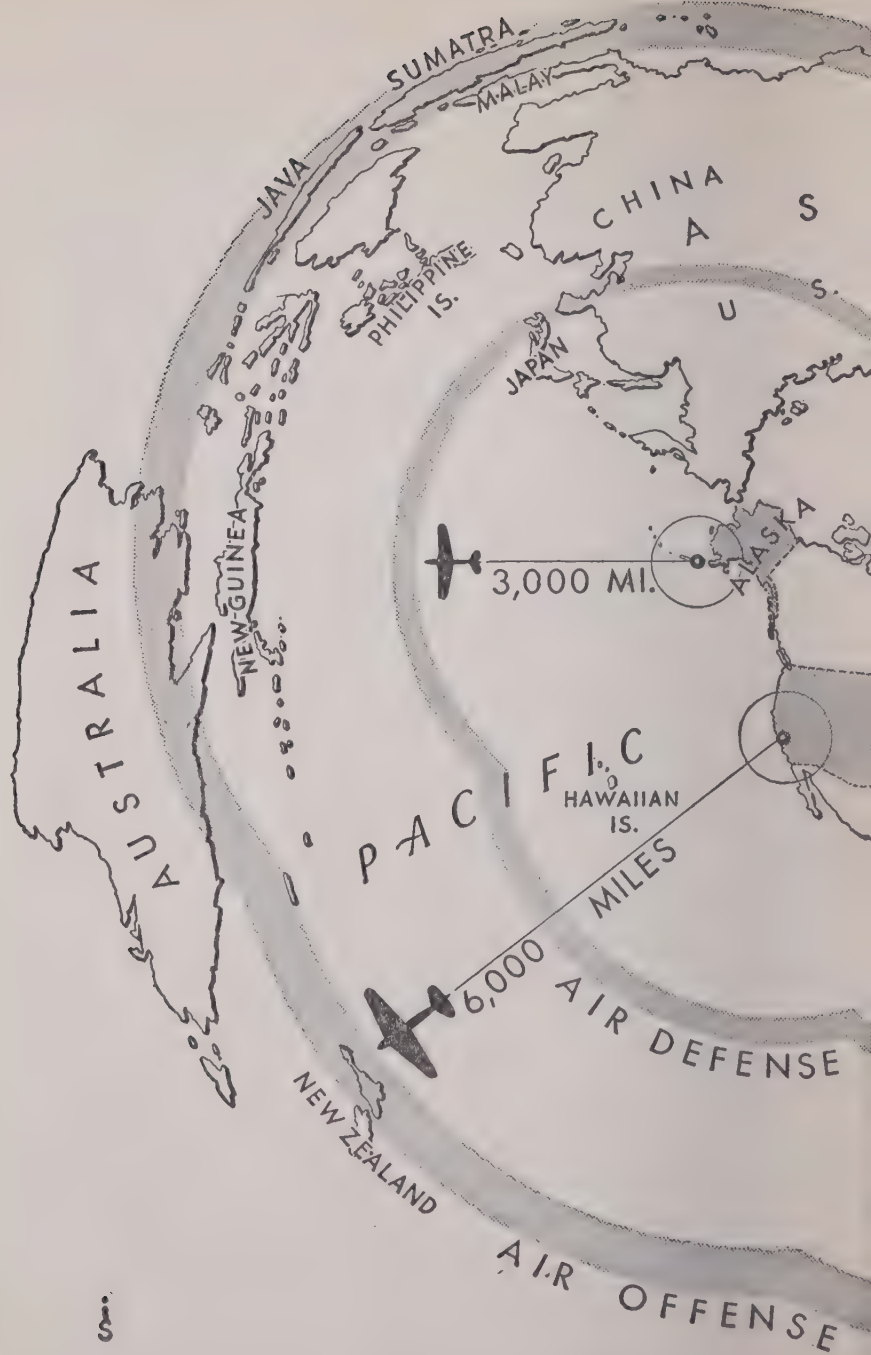 SUMATRA
MALAY
JAVA
CHINA
A S
U. S.
PHILIPPINE
IS.
JAPAN
ALASKA
3,000 MI.
NEW GUINEA
AUSTRALIA
PACIFIC
HAWAIIAN
IS.
6,000 MILES
AIR DEFENSE
NEW ZEALAND
AIR OFFENSE